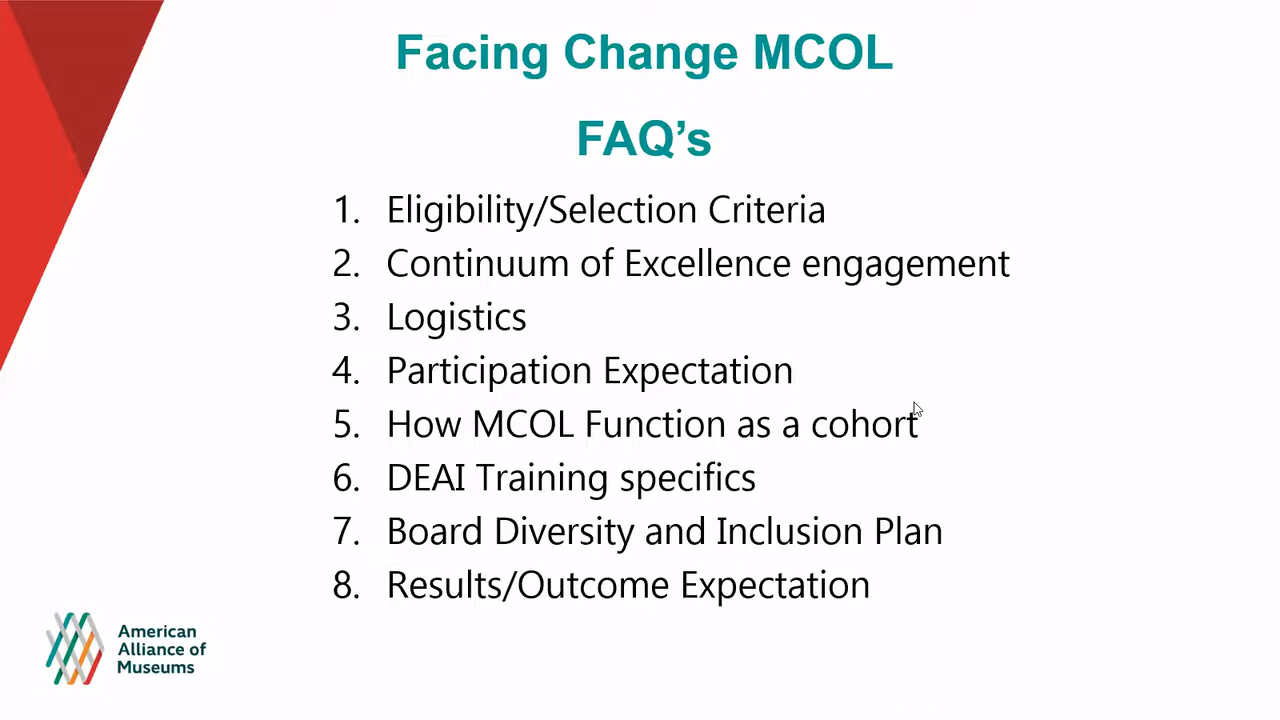 Facing Change MCOL
FAQ’s
1. Eligibility/Selection Criteria
2. Continuum of Excellence engagement
3. Logistics
4. Participation Expectation
5. How MCOL Function as a cohort
6. DEAI Training specifics
7. Board Diversity and Inclusion Plan
8. Results/Outcome Expectation
American
Alliance of
Museums